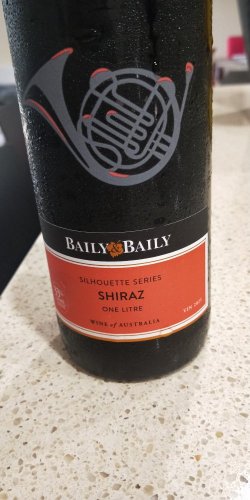 BAILY & BAILY
SILHOUETTE SERIES
SHIRAZ
ONE LITRE
WINE of AUSTRALIA